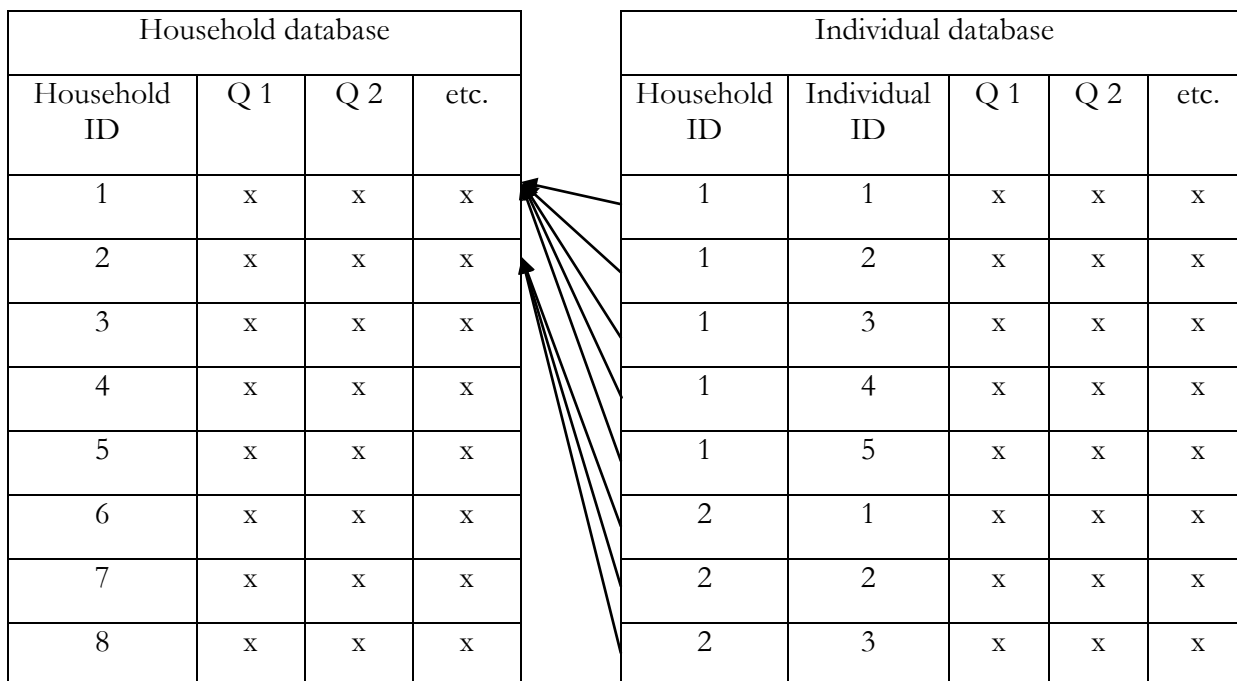 Household database
Household ID Q 1 Q 2 etc.
1 x x x
2 x x x
3 x x x
4 x x x
5 x x x
6 x x x
7 x x x
8 x x x
Individual database
Household ID Individual ID Q 1 Q 2 etc.
1 1 x x x
1 2 x x x
1 3 x x x
1 4 x x x
1 5 x x x
2 1 x x x
2 2 x x x
2 3 x x x